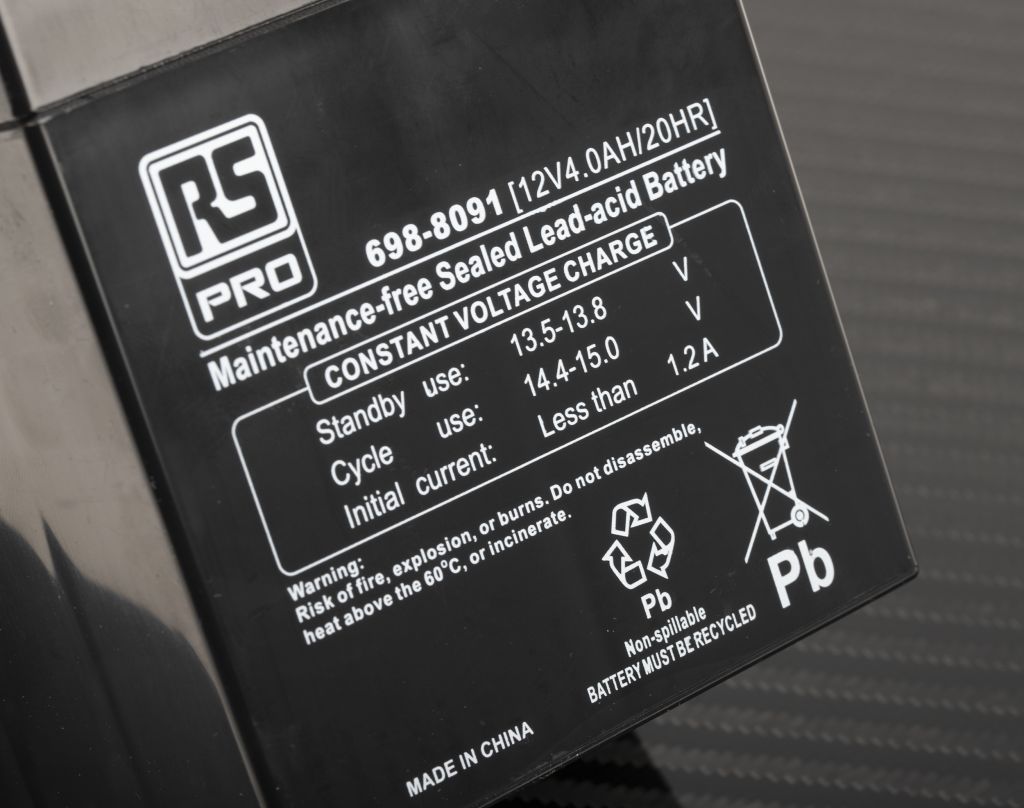 RS
PRO
698-8091 [12V4.0AH/20HR]
Maintenance-free Sealed Lead-acid Battery
CONSTANT VOLTAGE CHARGE
Standby use: 13.5-13.8 V
Cycle use: 14.4-15.0 V
Initial current: Less than 1.2 A
Warning:
Risk of fire, explosion, or burns. Do not disassemble,
heat above the 60°C, or incinerate.
Pb
Non-spillable
BATTERY MUST BE RECYCLED
Pb
MADE IN CHINA